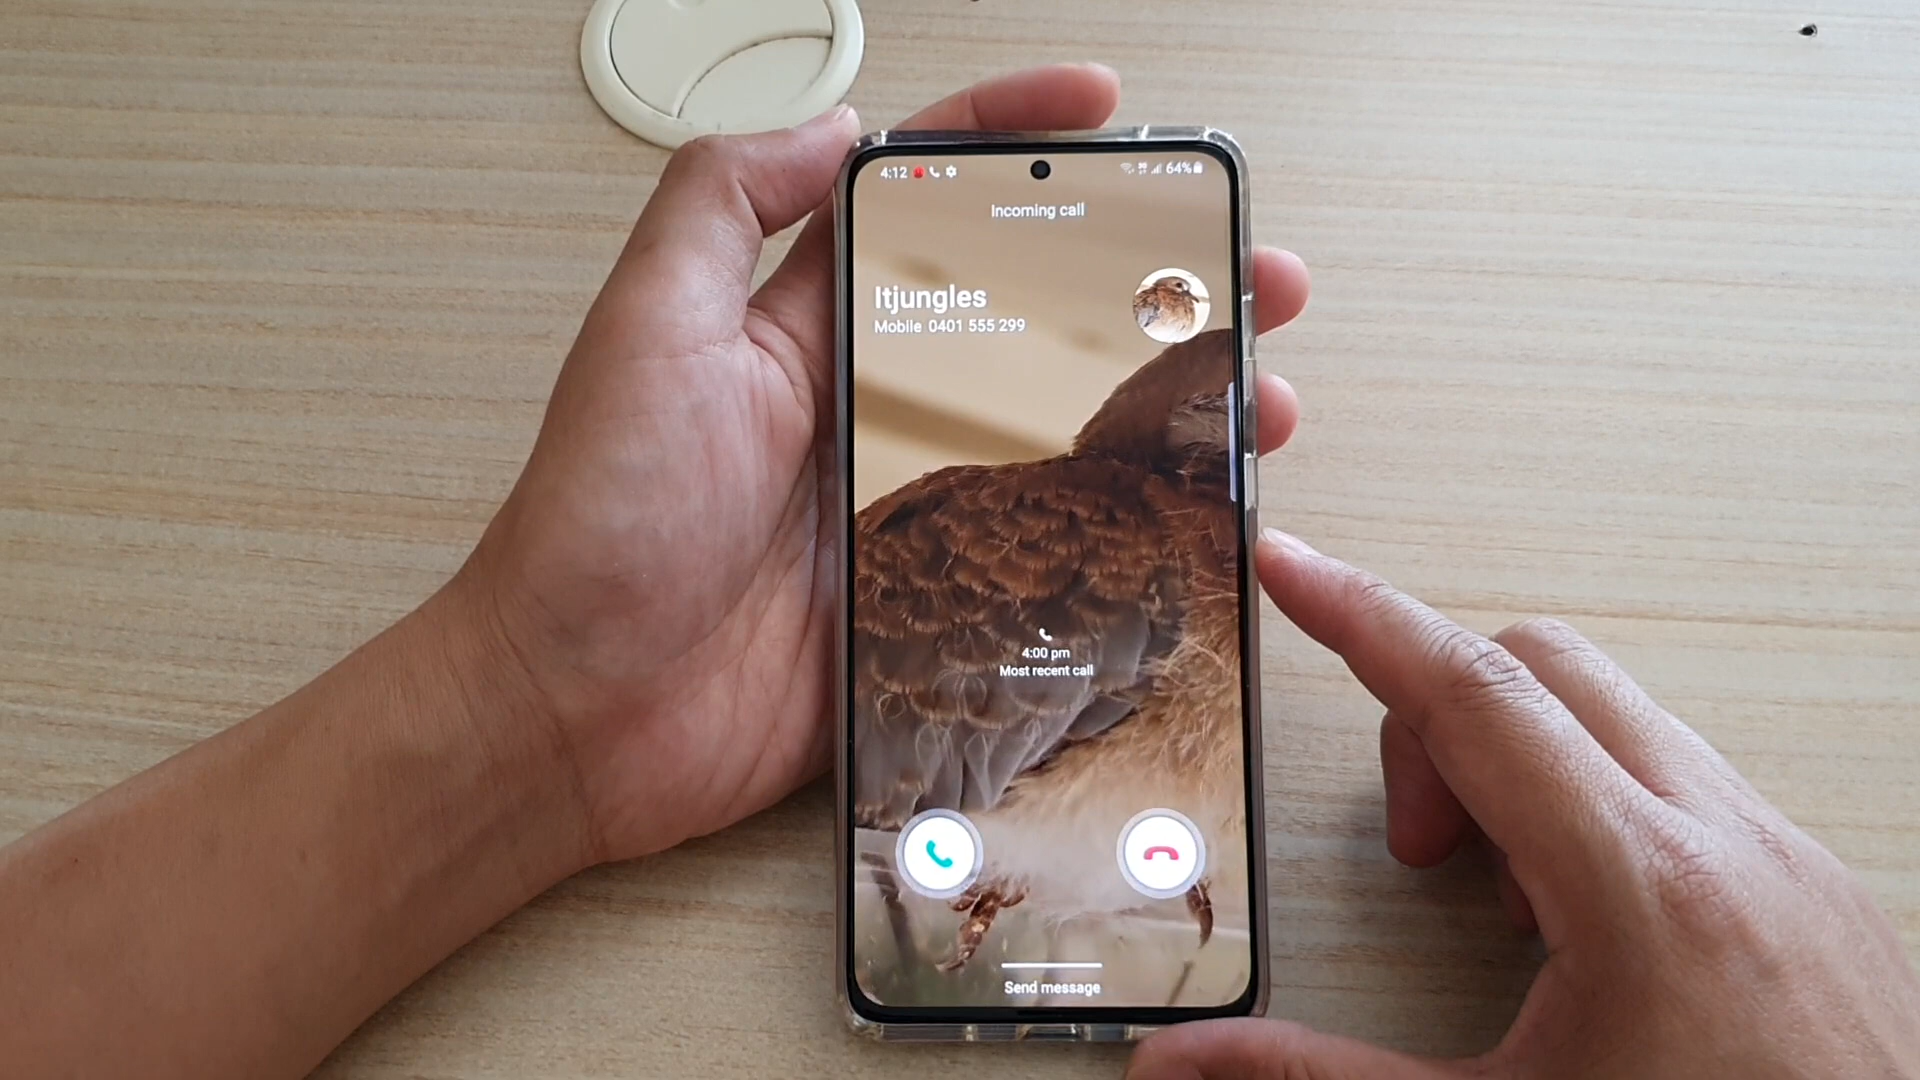 4:12
64%
Incoming call
Itjungles
Mobile 0401 555 299
4:00 pm
Most recent call
Send message